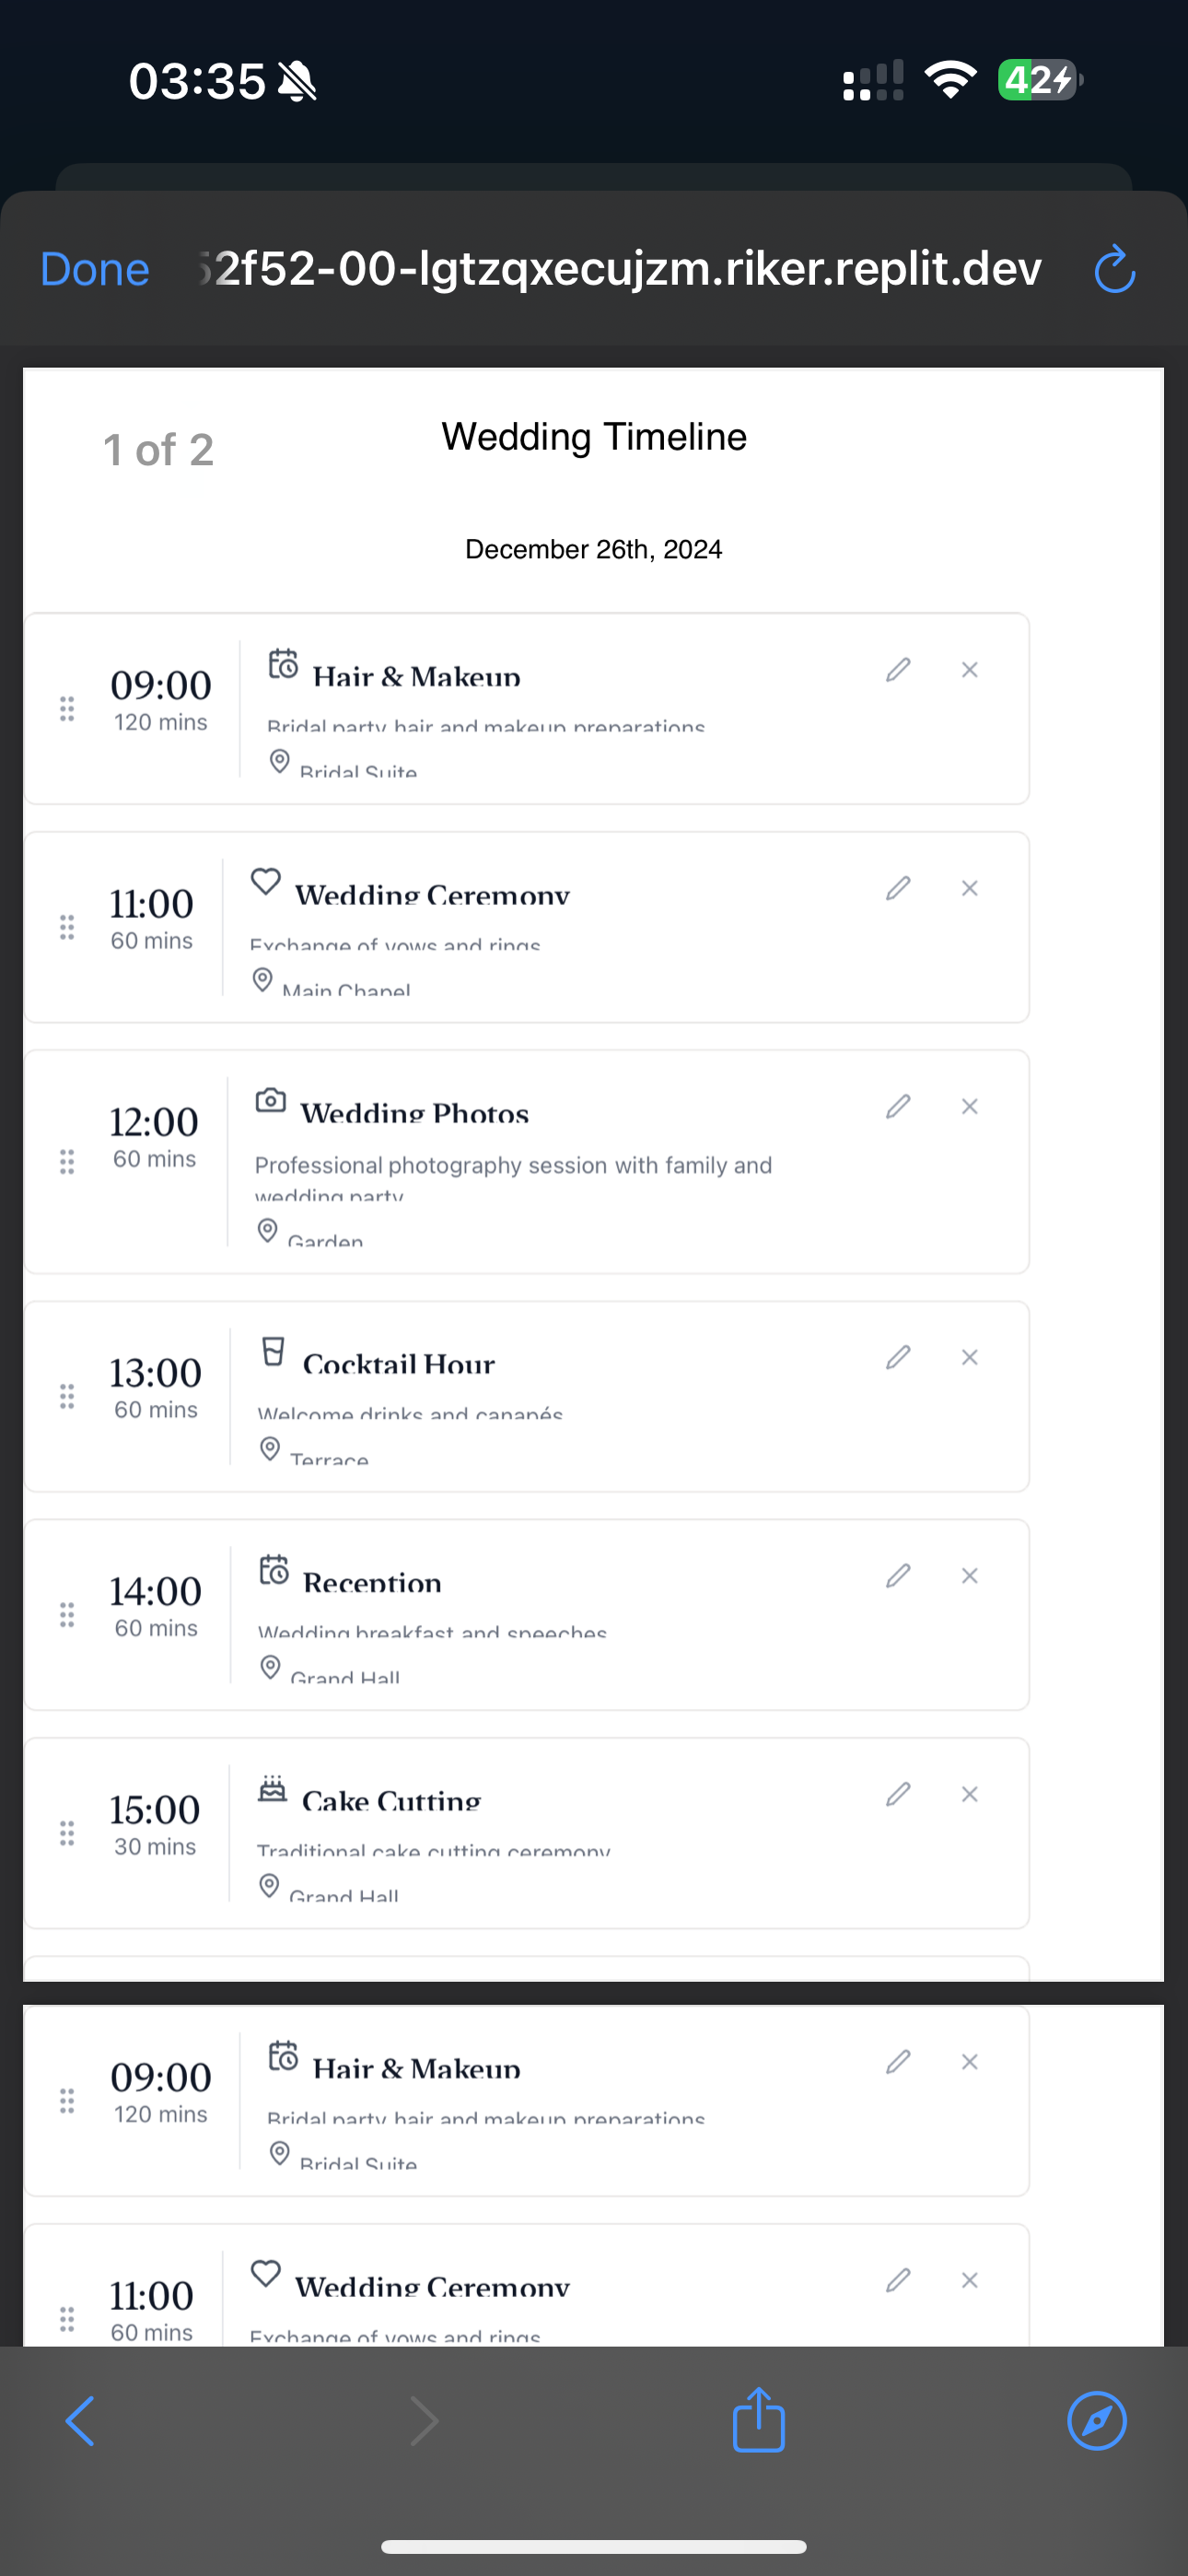 03:35
42
Done
52f52-00-lgtzqxecujzm.riker.replit.dev
1 of 2
Wedding Timeline
December 26th, 2024
09:00
120 mins
Hair & Makeup
Bridal party hair and makeup preparations
Bridal Suite
11:00
60 mins
Wedding Ceremony
Exchange of vows and rings
Main Chapel
12:00
60 mins
Wedding Photos
Professional photography session with family and
wedding party
Garden
13:00
60 mins
Cocktail Hour
Welcome drinks and canapés
Terrace
14:00
60 mins
Reception
Wedding breakfast and speeches
Grand Hall
15:00
30 mins
Cake Cutting
Traditional cake cutting ceremony
Grand Hall
09:00
120 mins
Hair & Makeup
Bridal party hair and makeup preparations
Bridal Suite
11:00
60 mins
Wedding Ceremony
Exchange of vows and rings